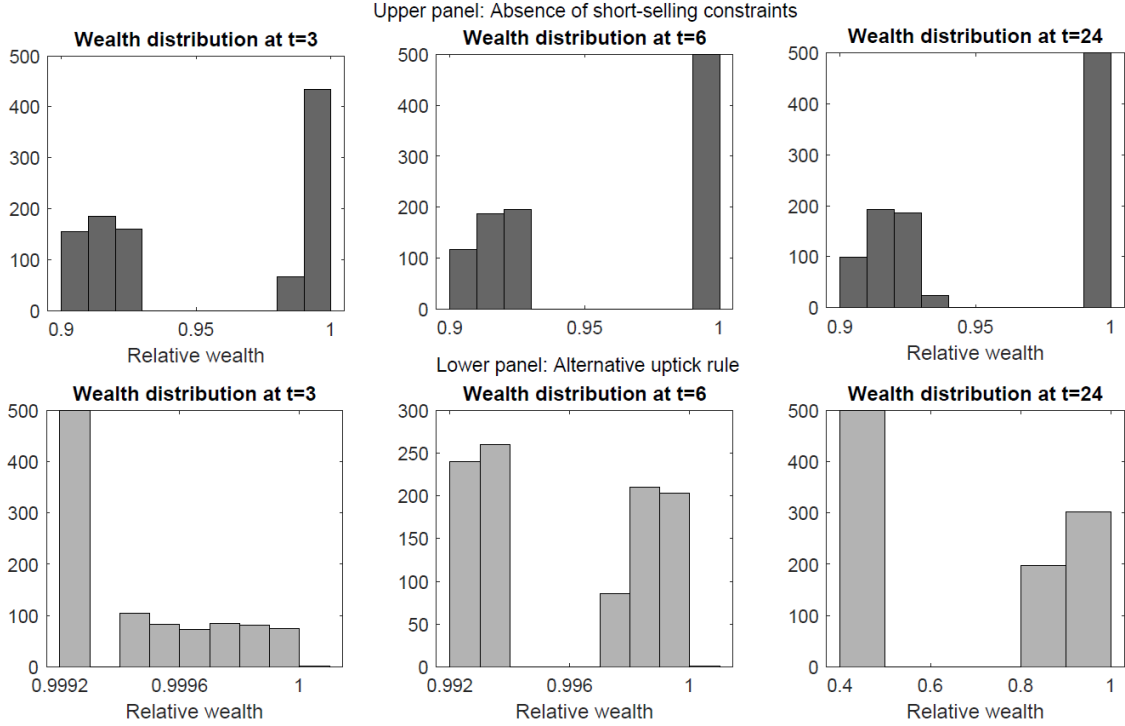 Upper panel: Absence of short-selling constraints
Wealth distribution at t=3
500
400
300
200
100
0
0.9 0.95 1
Relative wealth
Wealth distribution at t=6
500
400
300
200
100
0
0.9 0.95 1
Relative wealth
Wealth distribution at t=24
500
400
300
200
100
0
0.9 0.95 1
Relative wealth
Lower panel: Alternative uptick rule
Wealth distribution at t=3
500
400
300
200
100
0
0.9992 0.9996 1
Relative wealth
Wealth distribution at t=6
300
250
200
150
100
50
0
0.992 0.996 1
Relative wealth
Wealth distribution at t=24
500
400
300
200
100
0
0.4 0.6 0.8 1
Relative wealth